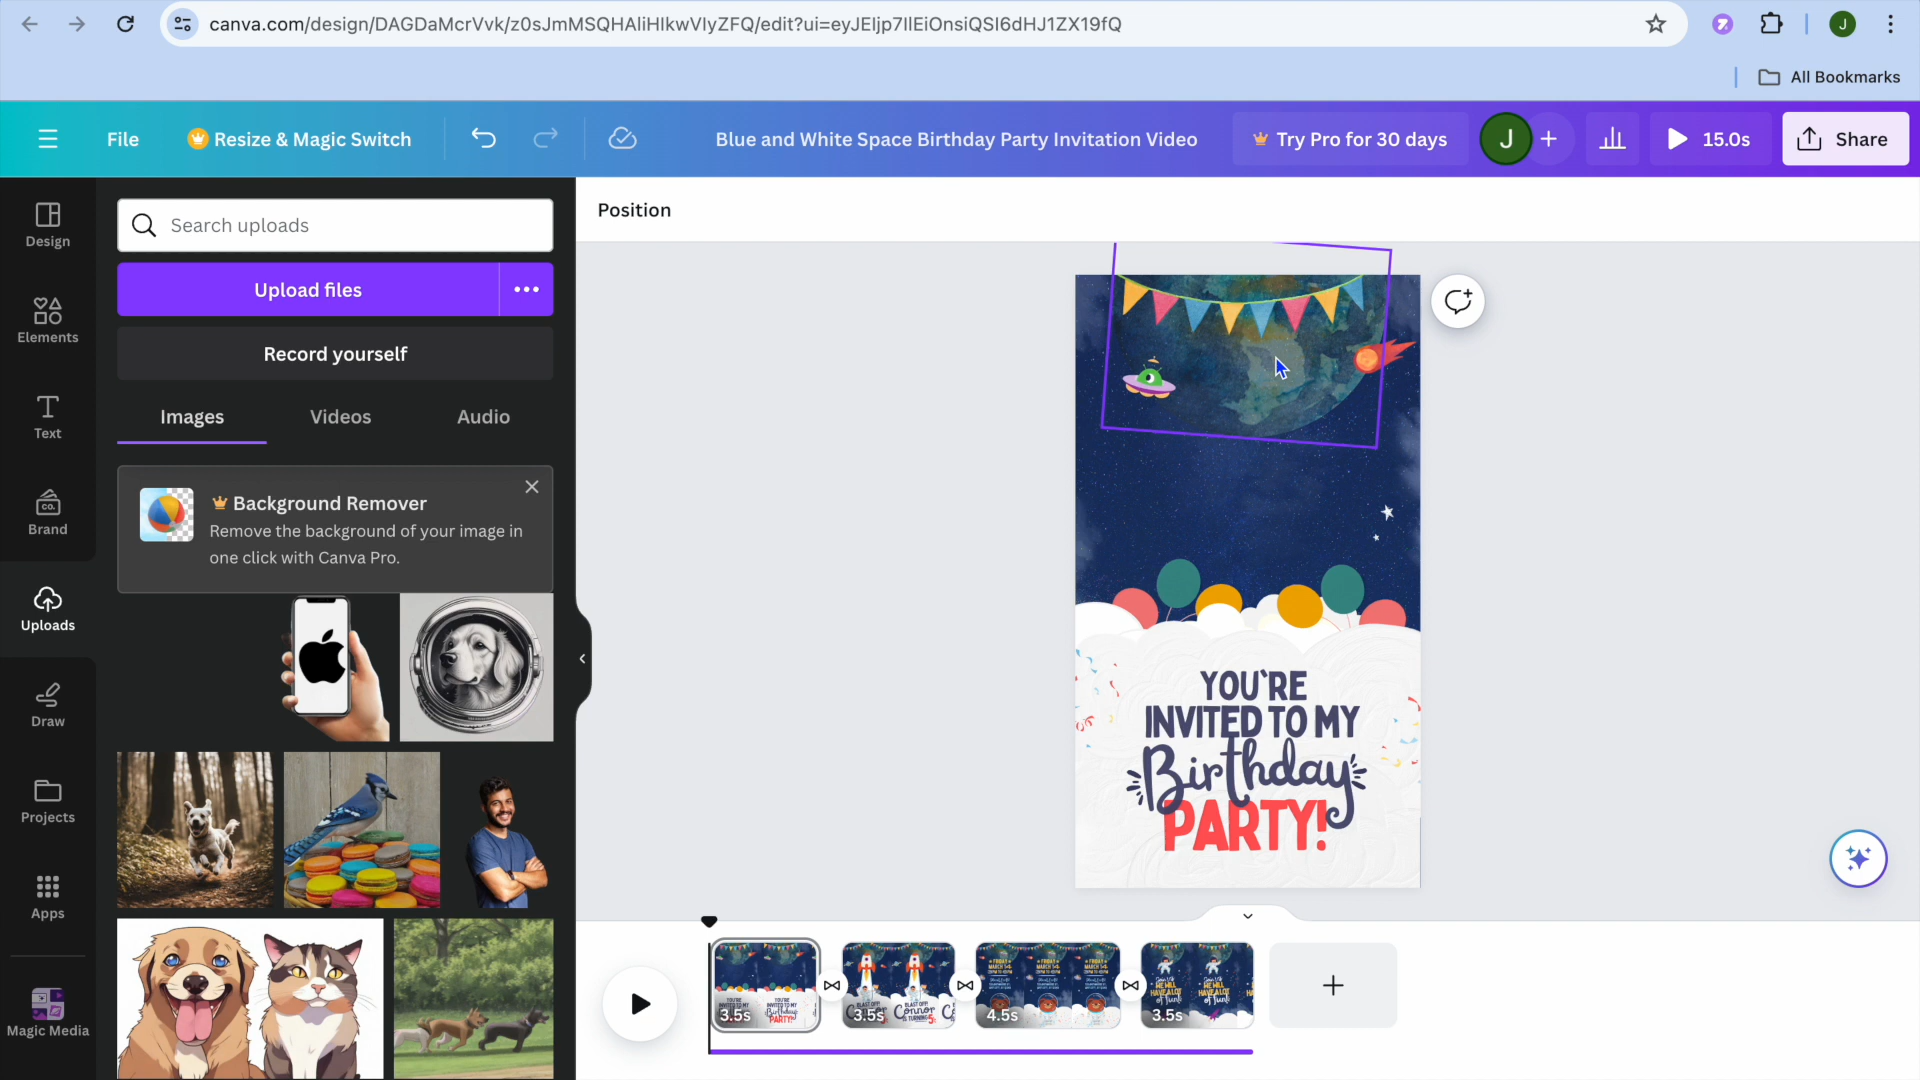 canva.com/design/DAGDaMcrVvk/z0sJmMSQHAliHlkwVIyZFQ/edit?ui=eyJEIjp7IlEiOnsiQSI6dHJ1ZX19fQ
J
All Bookmarks
File
Resize & Magic Switch
Blue and White Space Birthday Party Invitation Video
Try Pro for 30 days
J
15.0s
Share
Design
Elements
Text
CO.
Brand
Uploads
Draw
Projects
Apps
Magic Media
Search uploads
Upload files
Record yourself
Images
Videos
Audio
Background Remover
Remove the background of your image in
one click with Canva Pro.
Position
YOU'RE
INVITED TO MY
Birthday
PARTY!
3.5s
3.5s
4.5s
3.5s